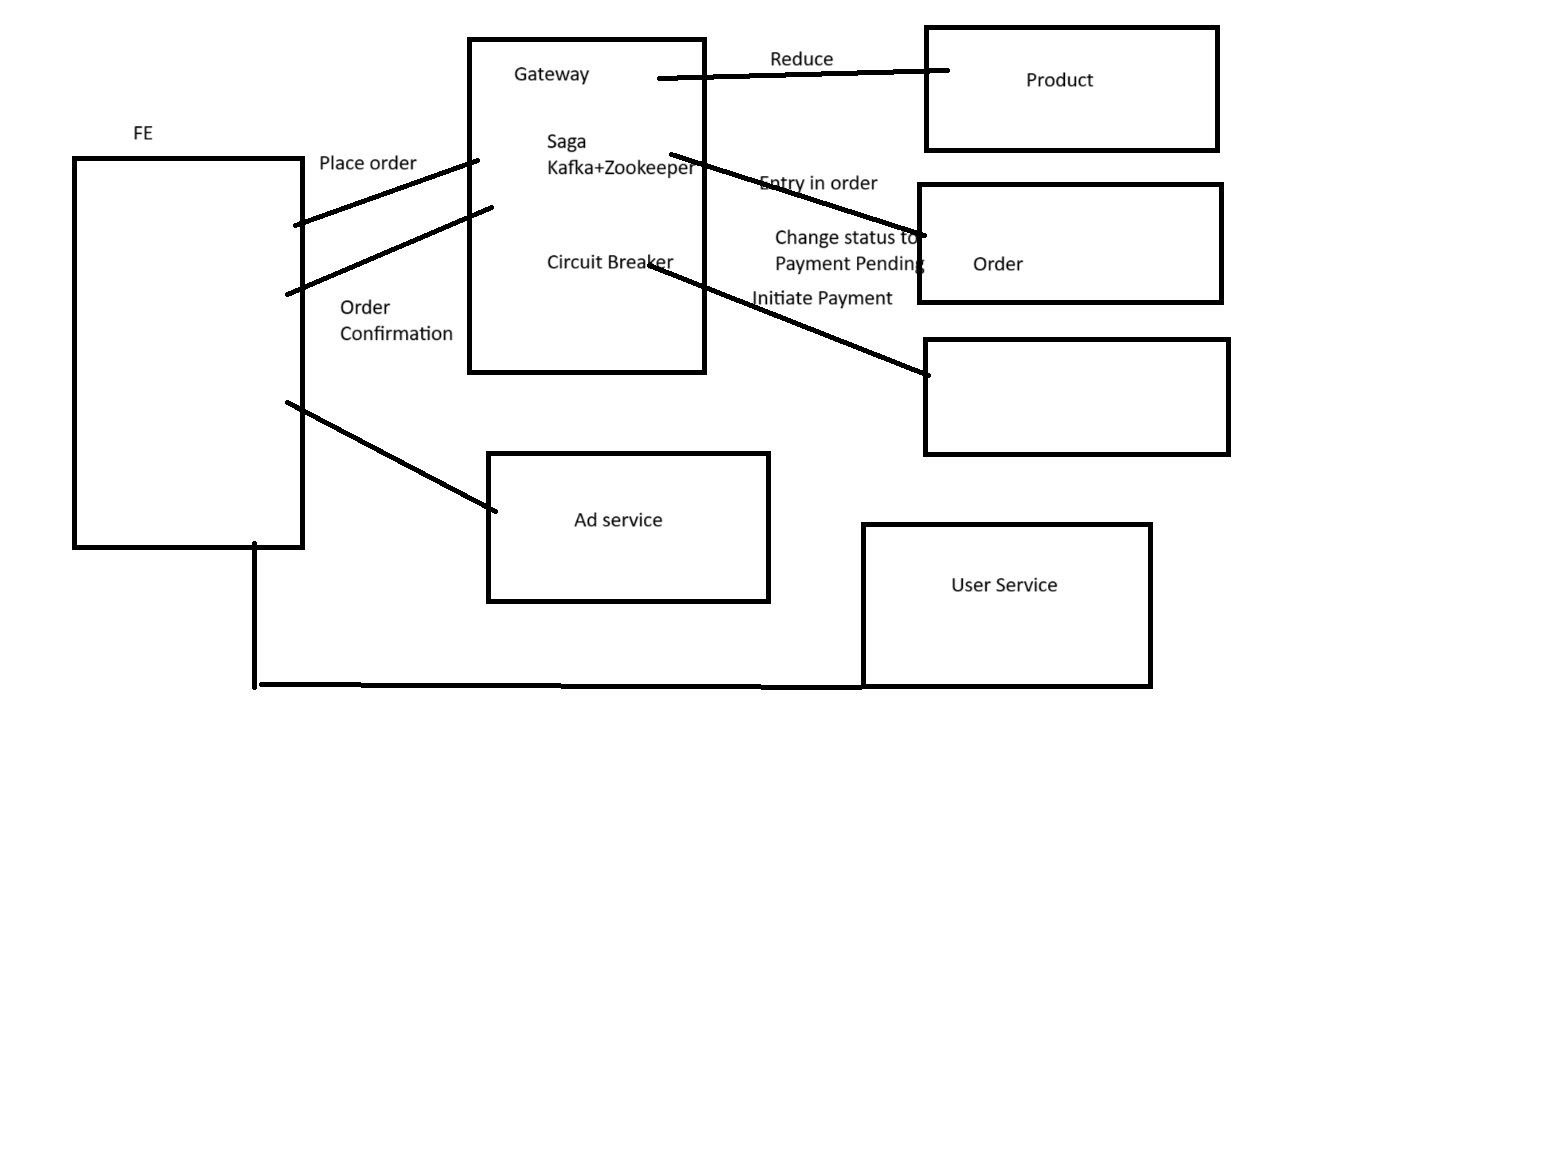 FE
Place order
Order
Confirmation
Gateway
Saga
Kafka+Zookeeper
Circuit Breaker
Reduce
Entry in order
Change status to
Payment Pending
Initiate Payment
Product
Order
Ad service
User Service